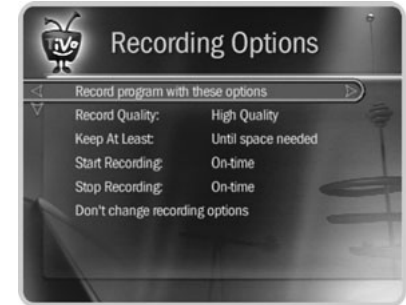 TiVo
Recording Options
Record program with these options
Record Quality: High Quality
Keep At Least: Until space needed
Start Recording: On-time
Stop Recording: On-time
Don't change recording options